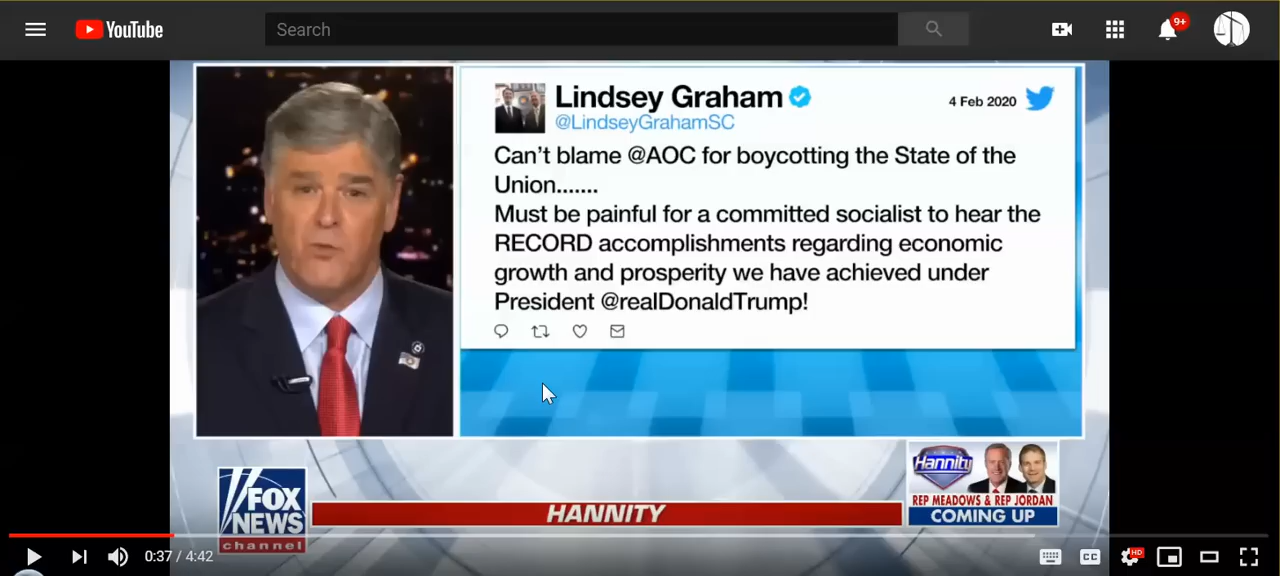 YouTube
Search
9+
Lindsey Graham
4 Feb 2020
@LindseyGrahamSC
Can't blame @AOC for boycotting the State of the
Union.......
Must be painful for a committed socialist to hear the
RECORD accomplishments regarding economic
growth and prosperity we have achieved under
President @realDonaldTrump!
Hannity
REP MEADOWS & REP JORDAN
COMING UP
FOX
NEWS
channel
HANNITY
0:37 / 4:42
CC
HD